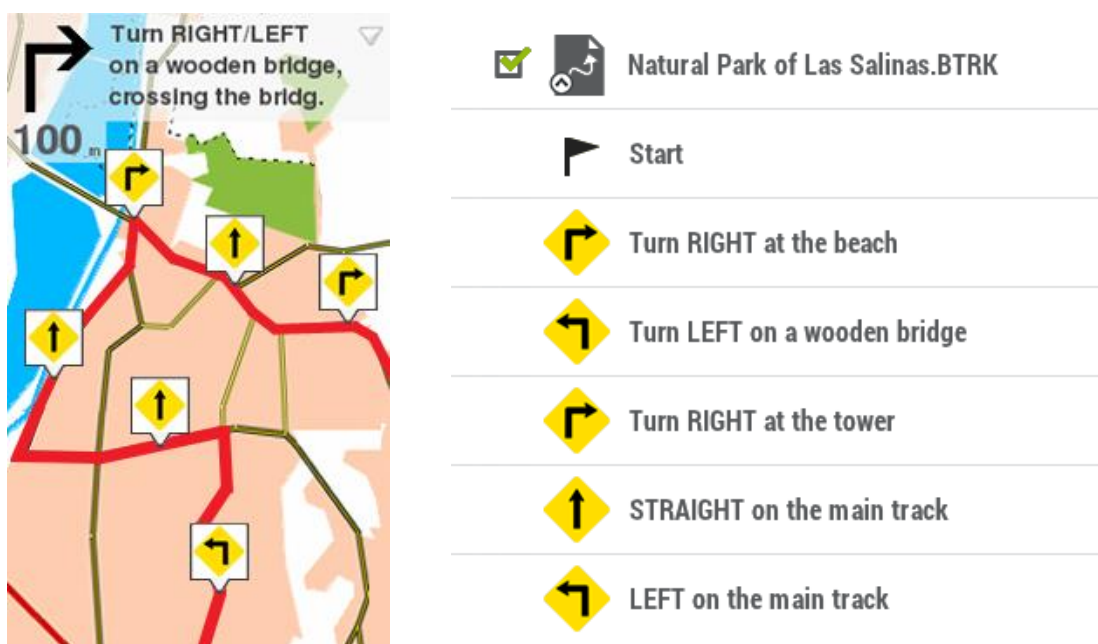 Turn RIGHT/LEFT
on a wooden bridge,
crossing the bridg.
100 m
Natural Park of Las Salinas.BTRK
Start
Turn RIGHT at the beach
Turn LEFT on a wooden bridge
Turn RIGHT at the tower
STRAIGHT on the main track
LEFT on the main track